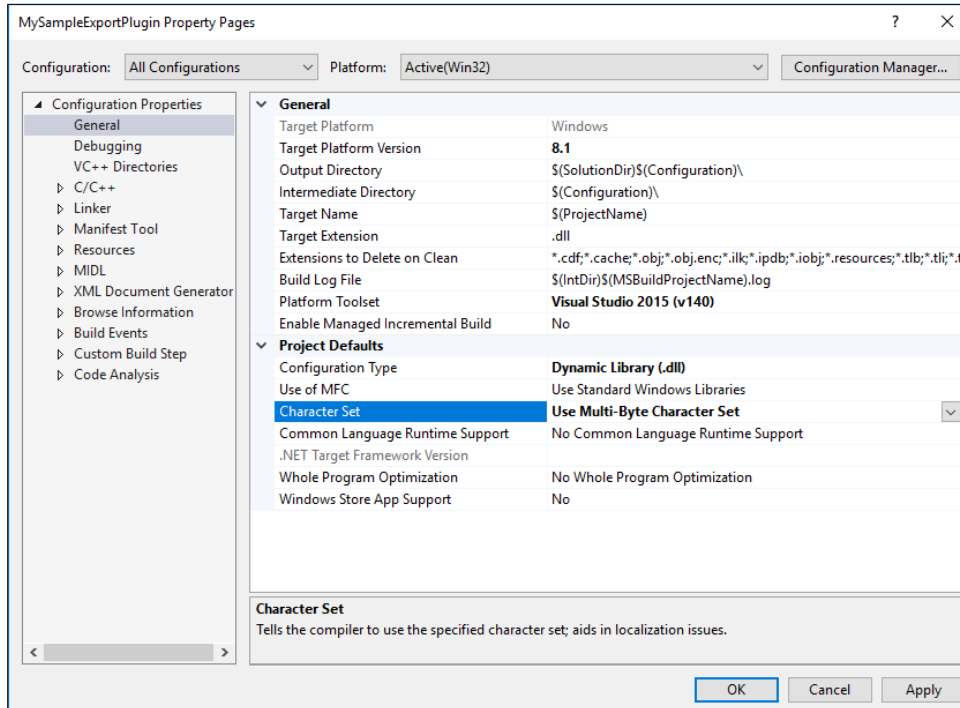 MySampleExportPlugin Property Pages
Configuration: All Configurations Platform: Active(Win32) Configuration Manager...
Configuration Properties
General
Debugging
VC++ Directories
C/C++
Linker
Manifest Tool
Resources
MIDL
XML Document Generator
Browse Information
Build Events
Custom Build Step
Code Analysis
General
Target Platform Windows
Target Platform Version 8.1
Output Directory $(SolutionDir)$(Configuration)\
Intermediate Directory $(Configuration)\
Target Name $(ProjectName)
Target Extension .dll
Extensions to Delete on Clean *.cdf;*.cache;*.obj;*.obj.enc;*.ilk;*.ipdb;*.iobj;*.resources;*.tlb;*.tli;*.t
Build Log File $(IntDir)$(MSBuildProjectName).log
Platform Toolset Visual Studio 2015 (v140)
Enable Managed Incremental Build No
Project Defaults
Configuration Type Dynamic Library (.dll)
Use of MFC Use Standard Windows Libraries
Character Set Use Multi-Byte Character Set
Common Language Runtime Support No Common Language Runtime Support
.NET Target Framework Version
Whole Program Optimization No Whole Program Optimization
Windows Store App Support No
Character Set
Tells the compiler to use the specified character set; aids in localization issues.
OK Cancel Apply